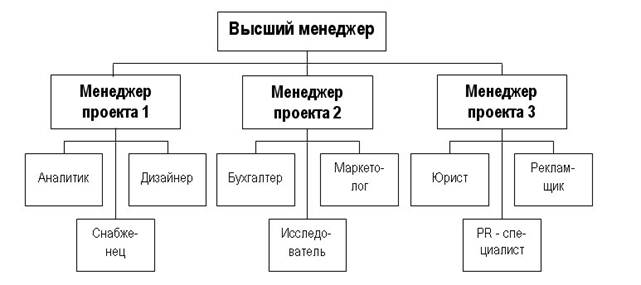 Высший менеджер
Менеджер
проекта 1
Менеджер
проекта 2
Менеджер
проекта 3
Аналитик
Дизайнер
Бухгалтер
Маркето-
лог
Юрист
Реклам-
щик
Снабже-
нец
Исследо-
ватель
PR - спе-
циалист